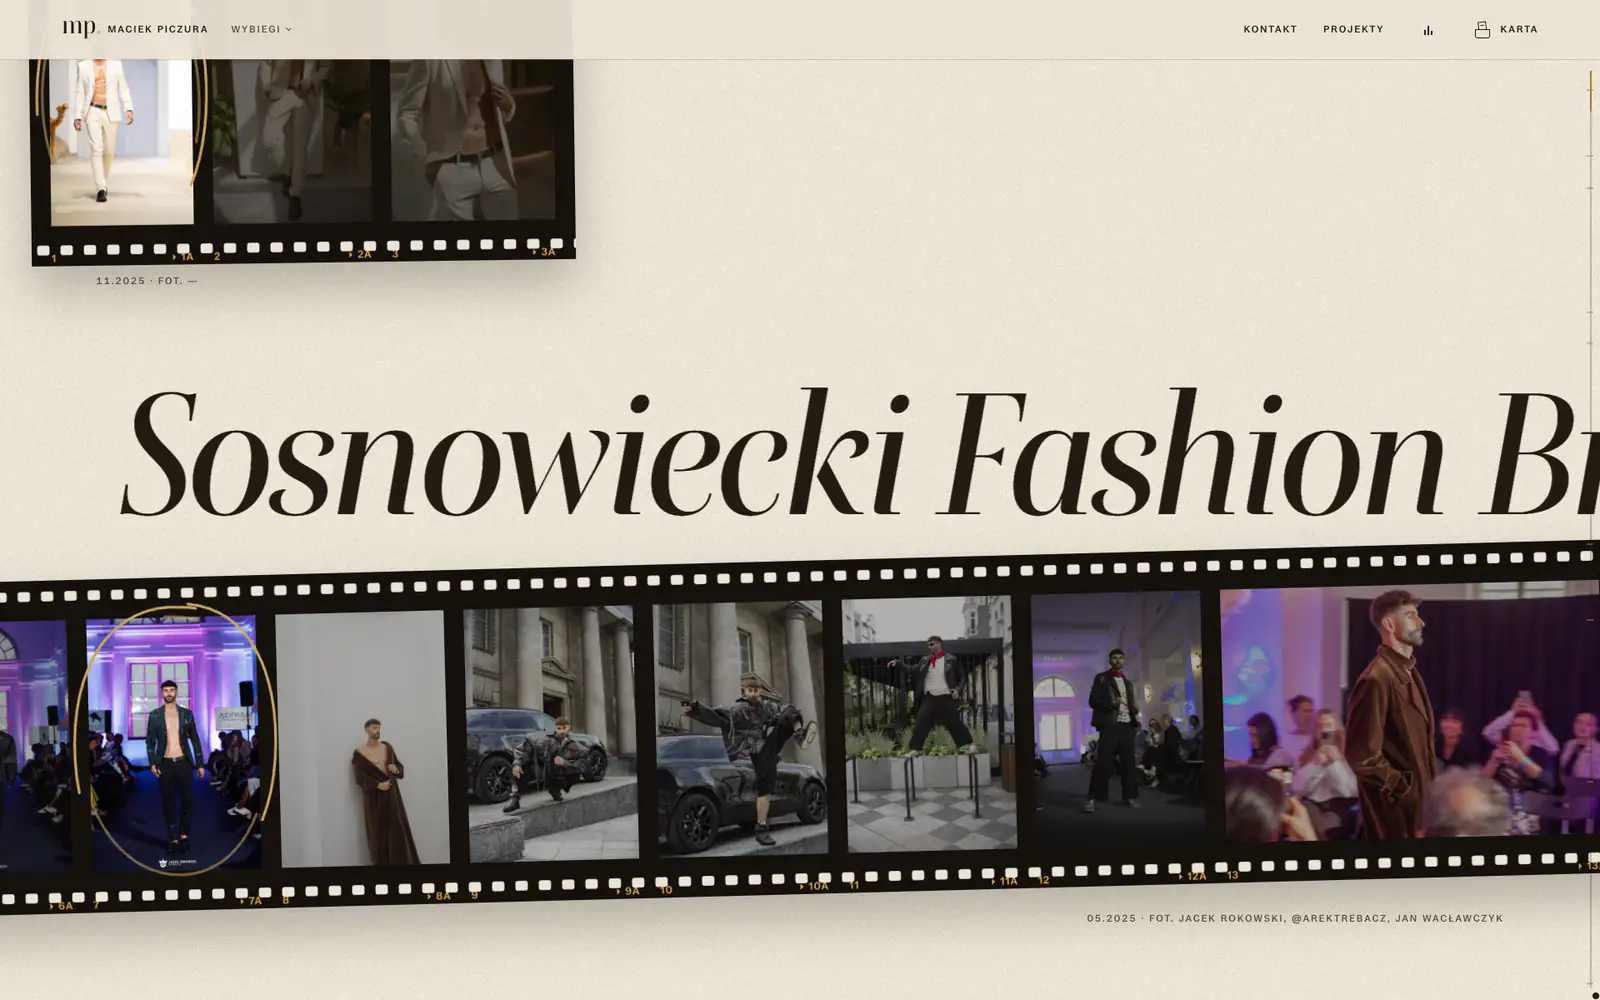 mp. MACIEK PICZURA WYBIEGI
KONTAKT PROJEKTY KARTA
1 1A 2 2A 3 3A
11.2025 · FOT. —
Sosnowiecki Fashion
6A 7 7A 8 8A 9 9A 10 10A 11 11A 12 12A 13
05.2025 · FOT. JACEK ROKOWSKI, @AREKTREBACZ, JAN WACŁAWCZYK